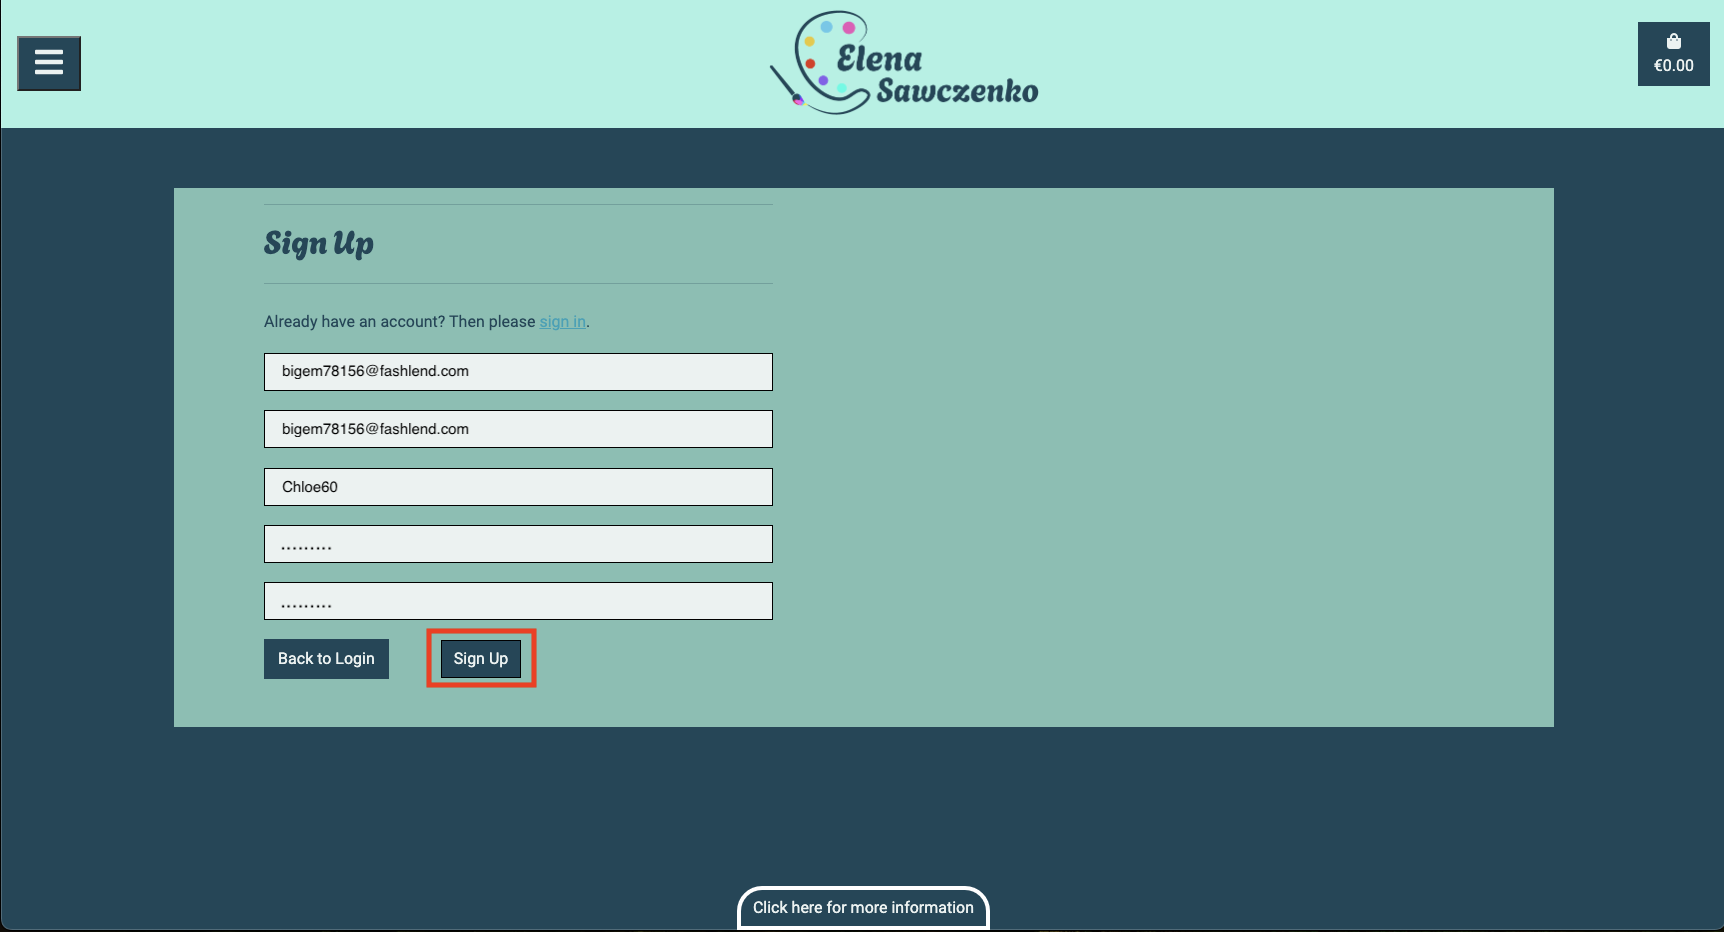 Elena
Sawczenko
€0.00
Sign Up
Already have an account? Then please sign in.
bigem78156@fashlend.com
bigem78156@fashlend.com
Chloe60
.........
.........
Back to Login
Sign Up
Click here for more information